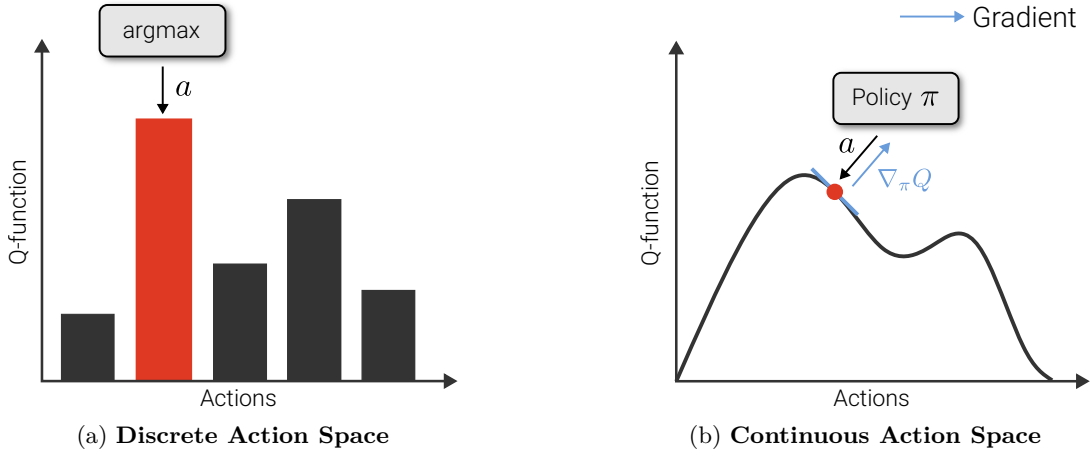 argmax
a
Q-function
Actions
(a) Discrete Action Space
Gradient
Policy π
a
∇πQ
Q-function
Actions
(b) Continuous Action Space